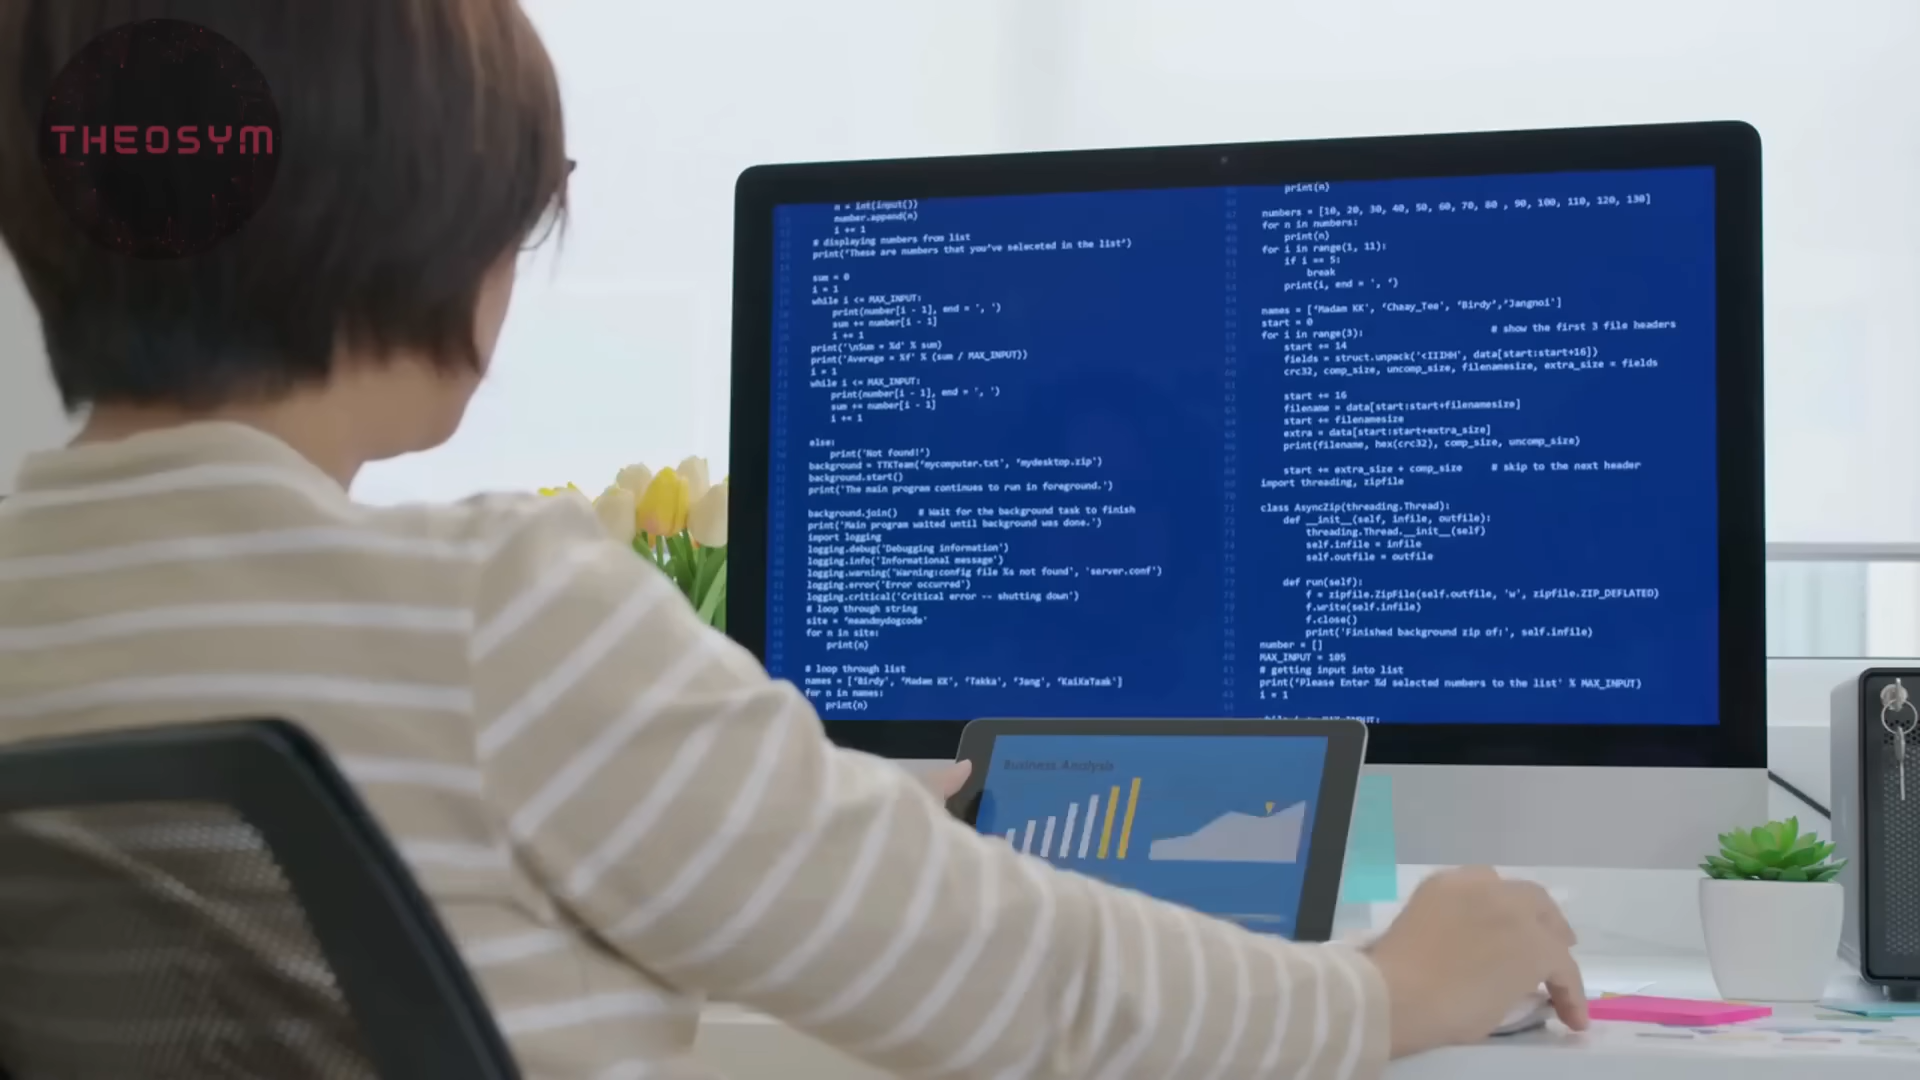 THEOSYM
n = int(input())
number.append(n)
i += 1
# displaying numbers from list
print('These are numbers that you've seleceted in the list')
sum = 0
i = 1
while i <= MAX_INPUT:
print(number[i - 1], end = ', ')
sum += number[i - 1]
i += 1
print('\nSum = %d' % sum)
print('Average = %f' % (sum / MAX_INPUT))
i = 1
while i <= MAX_INPUT:
print(number[i - 1], end = ', ')
sum += number[i - 1]
i += 1
else:
print('Not found!')
background = TTKTeam('mycomputer.txt', 'mydesktop.zip')
background.start()
print('The main program continues to run in foreground.')
background.join() # Wait for the background task to finish
print('Main program waited until background was done.')
import logging
logging.debug('Debugging information')
logging.info('Informational message')
logging.warning('Warning:config file %s not found', 'server.conf')
logging.error('Error occurred')
logging.critical('Critical error -- shutting down')
# loop through string
site = 'meandmydogcode'
for n in site:
print(n)
# loop through list
names = ['Birdy', 'Madam KK', 'Takka', 'Jang', 'KaiKaTaak']
for n in names:
print(n)
print(n)
numbers = [10, 20, 30, 40, 50, 60, 70, 80 , 90, 100, 110, 120, 130]
for n in numbers:
print(n)
for i in range(1, 11):
if i == 5:
break
print(i, end = ', ')
names = ['Madam KK', 'Chaay_Tee', 'Birdy','Jangnoi']
start = 0
for i in range(3): # show the first 3 file headers
start += 14
fields = struct.unpack('<IIIHH', data[start:start+16])
crc32, comp_size, uncomp_size, filenamesize, extra_size = fields
start += 16
filename = data[start:start+filenamesize]
start += filenamesize
extra = data[start:start+extra_size]
print(filename, hex(crc32), comp_size, uncomp_size)
start += extra_size + comp_size # skip to the next header
import threading, zipfile
class AsyncZip(threading.Thread):
def __init__(self, infile, outfile):
threading.Thread.__init__(self)
self.infile = infile
self.outfile = outfile
def run(self):
f = zipfile.ZipFile(self.outfile, 'w', zipfile.ZIP_DEFLATED)
f.write(self.infile)
f.close()
print('Finished background zip of:', self.infile)
number = []
MAX_INPUT = 105
# getting input into list
print('Please Enter %d selected numbers to the list' % MAX_INPUT)
i = 1
Business Analysis